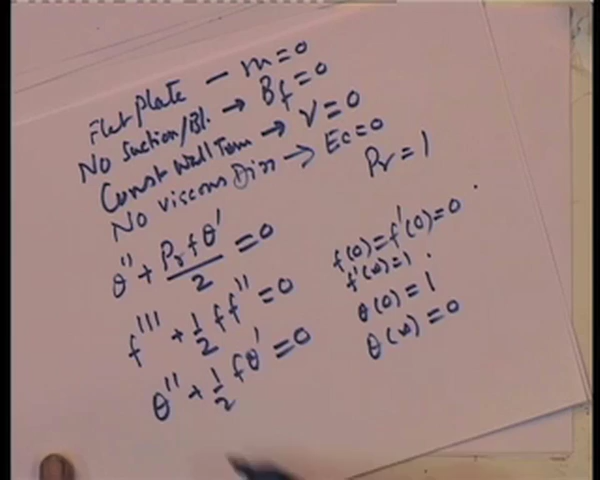 Flat Plate – m = 0
No Suction/Bl. → Bf = 0
Const Wall Tem → γ = 0
No viscous Diss → Ec = 0
Pr = 1
θ'' + Pr f θ' / 2 = 0
f''' + 1/2 f f'' = 0
θ'' + 1/2 f θ' = 0
f(0) = f'(0) = 0
f'(∞) = 1
θ(0) = 1
θ(∞) = 0